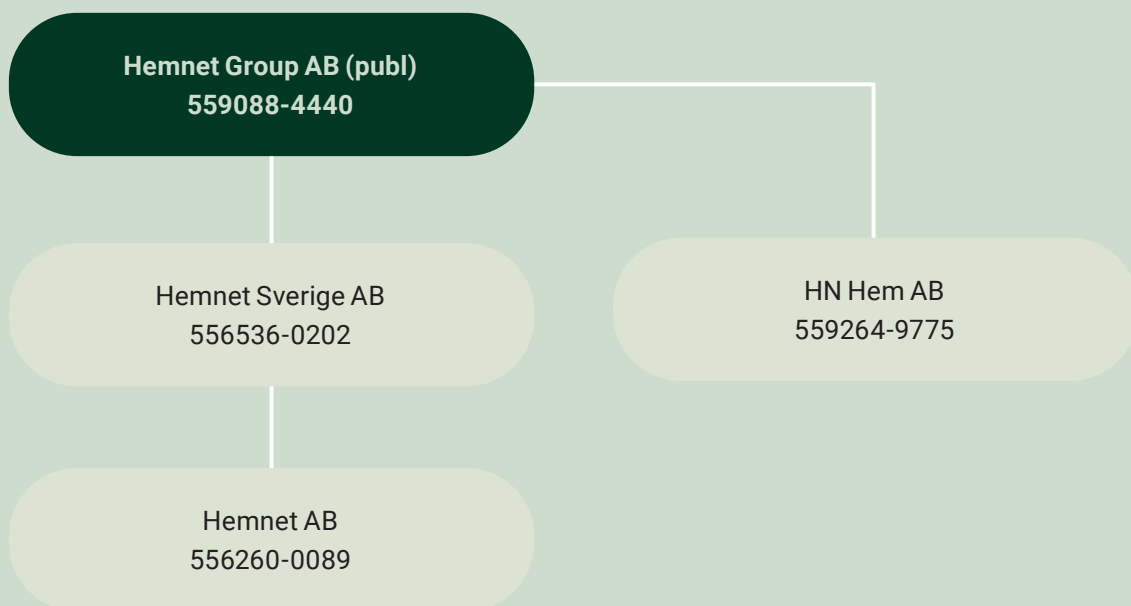 Hemnet Group AB (publ)
559088-4440
Hemnet Sverige AB
556536-0202
HN Hem AB
559264-9775
Hemnet AB
556260-0089